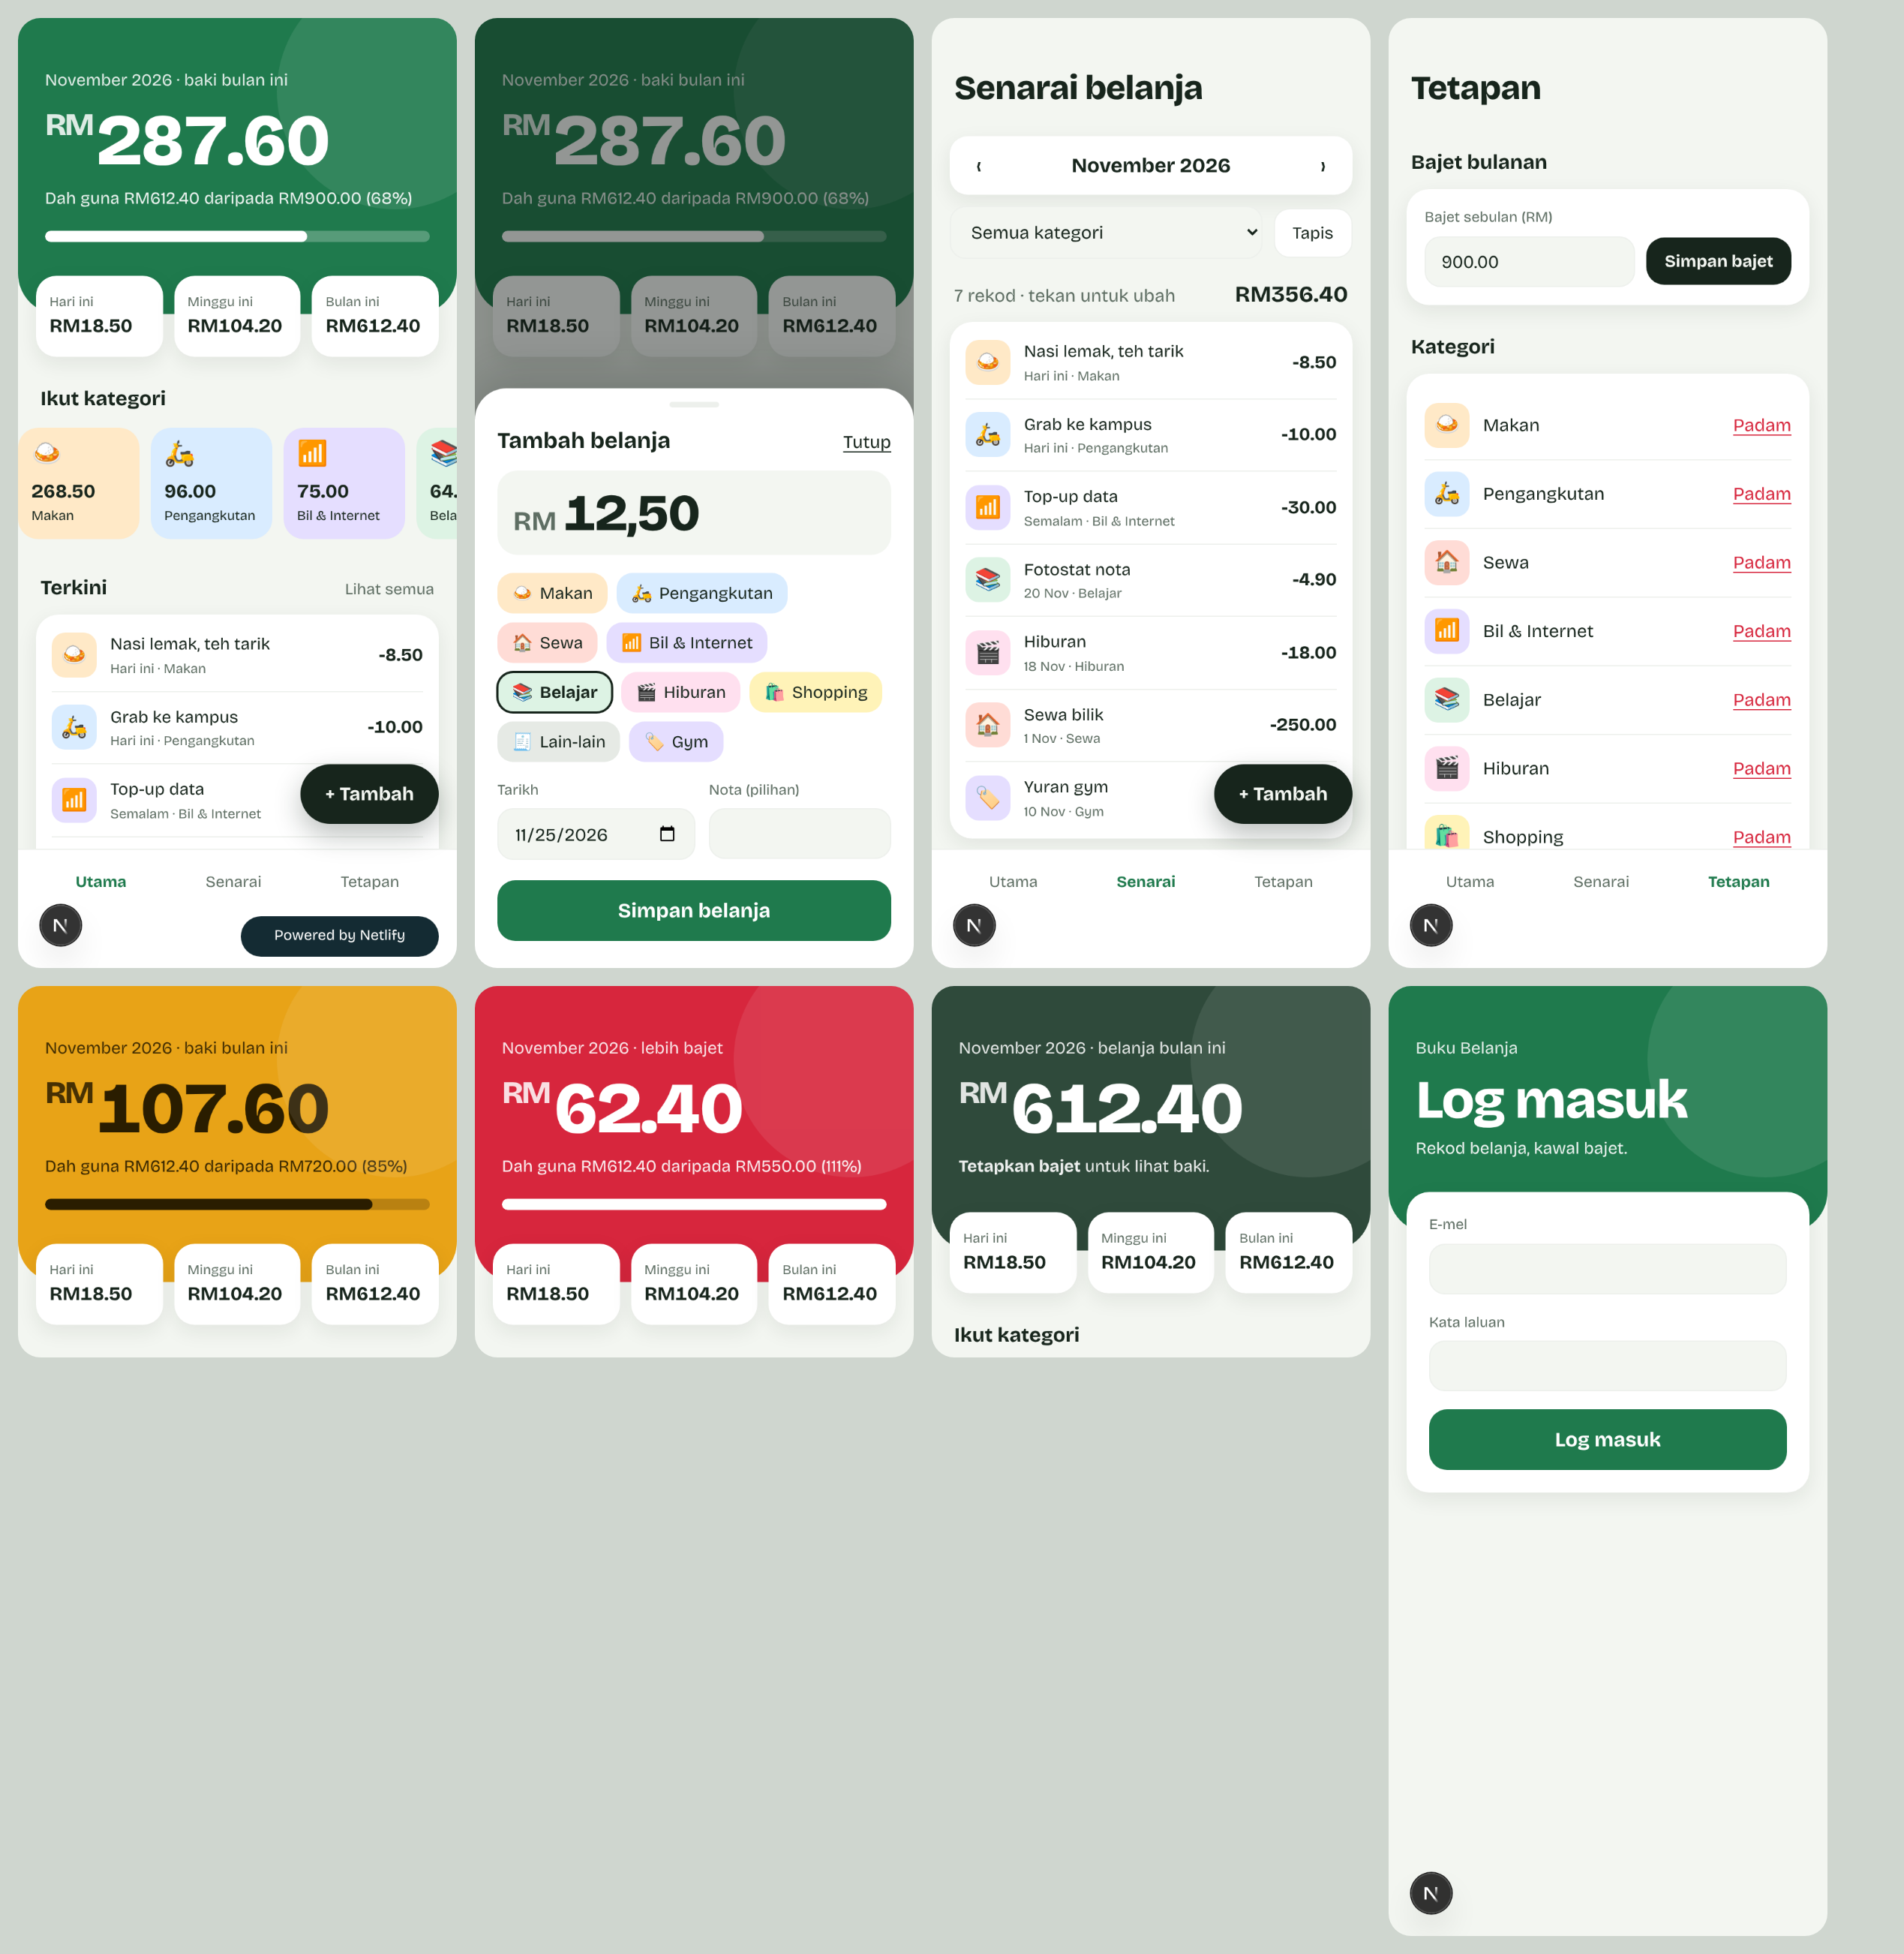 November 2026 · baki bulan ini
RM287.60
Dah guna RM612.40 daripada RM900.00 (68%)
Hari ini
RM18.50
Minggu ini
RM104.20
Bulan ini
RM612.40
Ikut kategori
268.50
Makan
96.00
Pengangkutan
75.00
Bil & Internet
64.
Bela
Terkini
Lihat semua
Nasi lemak, teh tarik
Hari ini · Makan
-8.50
Grab ke kampus
Hari ini · Pengangkutan
-10.00
Top-up data
Semalam · Bil & Internet
+ Tambah
Utama
Senarai
Tetapan
N
Powered by Netlify
November 2026 · baki bulan ini
RM287.60
Dah guna RM612.40 daripada RM900.00 (68%)
Hari ini
RM18.50
Minggu ini
RM104.20
Bulan ini
RM612.40
Tambah belanja
Tutup
RM 12,50
Makan
Pengangkutan
Sewa
Bil & Internet
Belajar
Hiburan
Shopping
Lain-lain
Gym
Tarikh
Nota (pilihan)
11/25/2026
Simpan belanja
Senarai belanja
‹ November 2026 ›
Semua kategori
Tapis
7 rekod · tekan untuk ubah
RM356.40
Nasi lemak, teh tarik
Hari ini · Makan
-8.50
Grab ke kampus
Hari ini · Pengangkutan
-10.00
Top-up data
Semalam · Bil & Internet
-30.00
Fotostat nota
20 Nov · Belajar
-4.90
Hiburan
18 Nov · Hiburan
-18.00
Sewa bilik
1 Nov · Sewa
-250.00
Yuran gym
10 Nov · Gym
+ Tambah
Utama
Senarai
Tetapan
N
Tetapan
Bajet bulanan
Bajet sebulan (RM)
900.00
Simpan bajet
Kategori
Makan
Padam
Pengangkutan
Padam
Sewa
Padam
Bil & Internet
Padam
Belajar
Padam
Hiburan
Padam
Shopping
Padam
Utama
Senarai
Tetapan
N
November 2026 · baki bulan ini
RM107.60
Dah guna RM612.40 daripada RM720.00 (85%)
Hari ini
RM18.50
Minggu ini
RM104.20
Bulan ini
RM612.40
November 2026 · lebih bajet
RM62.40
Dah guna RM612.40 daripada RM550.00 (111%)
Hari ini
RM18.50
Minggu ini
RM104.20
Bulan ini
RM612.40
November 2026 · belanja bulan ini
RM612.40
Tetapkan bajet untuk lihat baki.
Hari ini
RM18.50
Minggu ini
RM104.20
Bulan ini
RM612.40
Ikut kategori
Buku Belanja
Log masuk
Rekod belanja, kawal bajet.
E-mel
Kata laluan
Log masuk
N